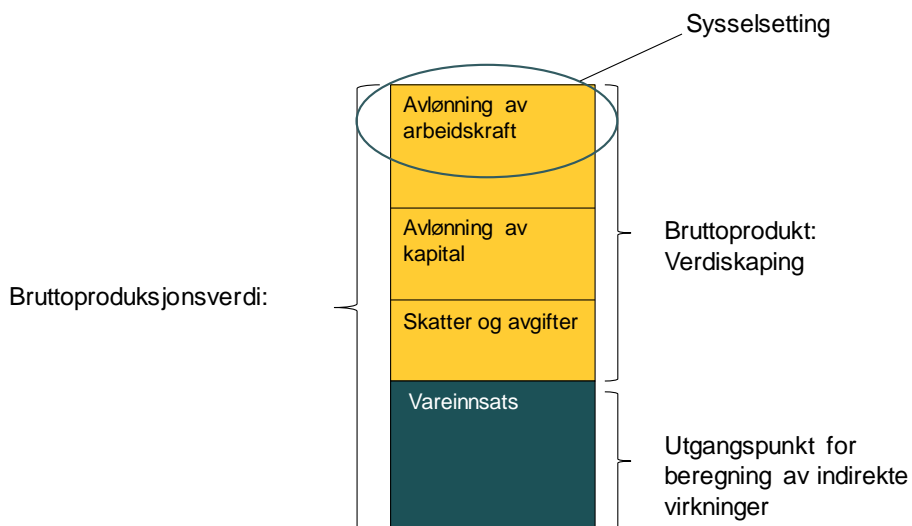 Sysselsetting
Avlønning av
arbeidskraft
Avlønning av
kapital
Bruttoprodukt:
Verdiskaping
Bruttoproduksjonsverdi:
Skatter og avgifter
Vareinnsats
Utgangspunkt for
beregning av indirekte
virkninger